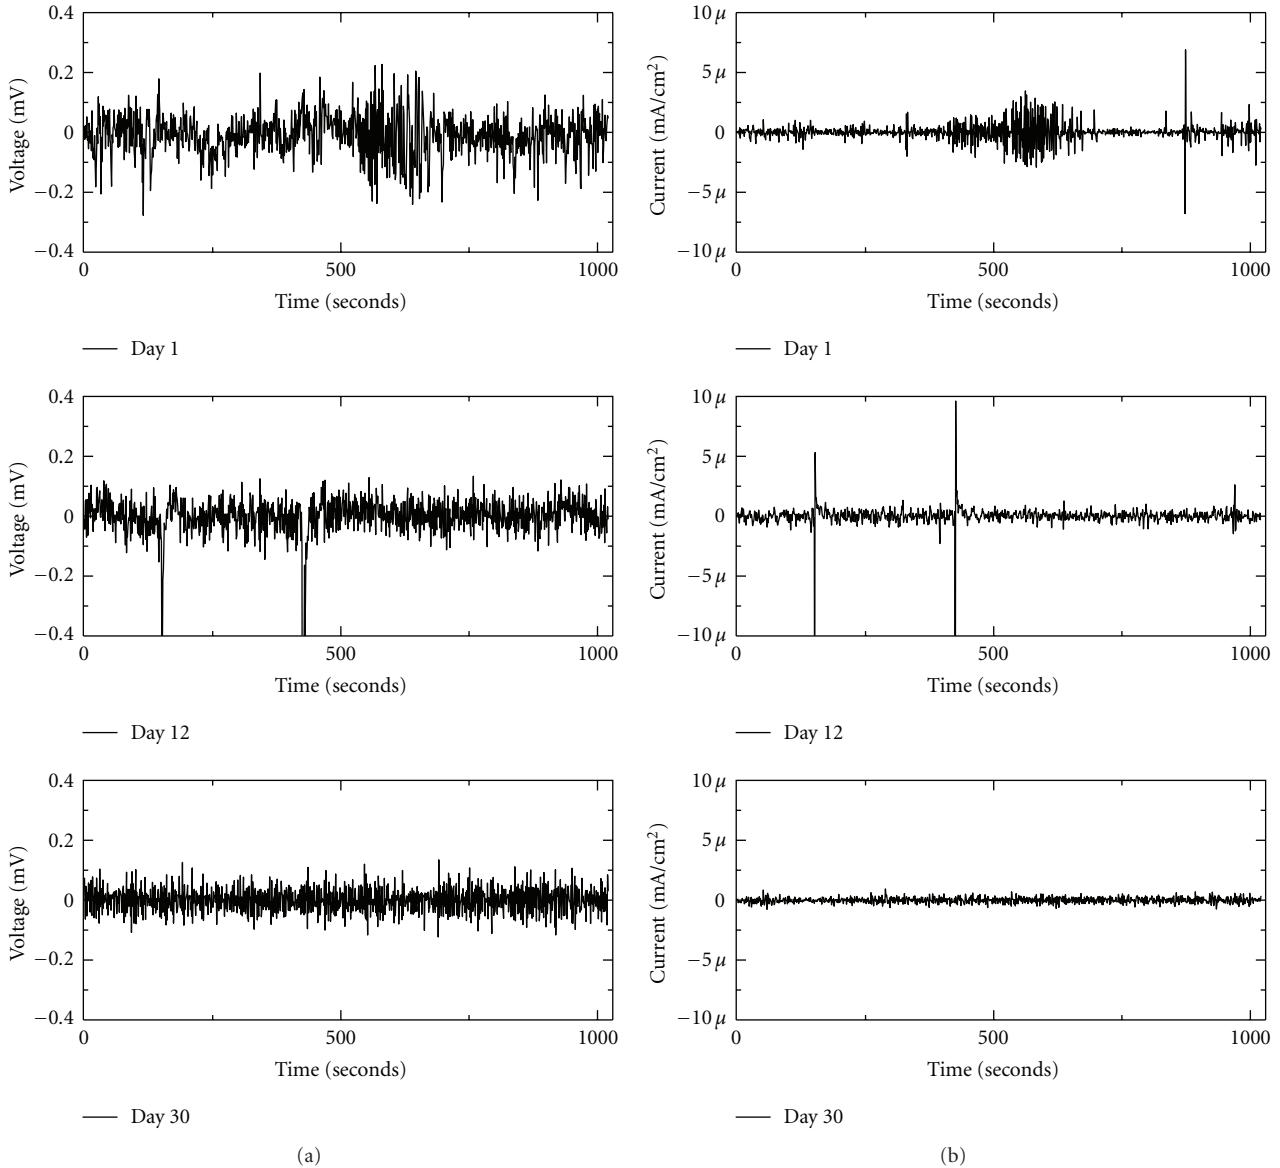 0.4
0.2
0
−0.2
−0.4
Voltage (mV)
0 500 1000
Time (seconds)
Day 1
10 μ
5 μ
0
−5 μ
−10 μ
Current (mA/cm²)
0 500 1000
Time (seconds)
Day 1
0.4
0.2
0
−0.2
−0.4
Voltage (mV)
0 500 1000
Time (seconds)
Day 12
10 μ
5 μ
0
−5 μ
−10 μ
Current (mA/cm²)
0 500 1000
Time (seconds)
Day 12
0.4
0.2
0
−0.2
−0.4
Voltage (mV)
0 500 1000
Time (seconds)
Day 30
(a)
10 μ
5 μ
0
−5 μ
−10 μ
Current (mA/cm²)
0 500 1000
Time (seconds)
Day 30
(b)